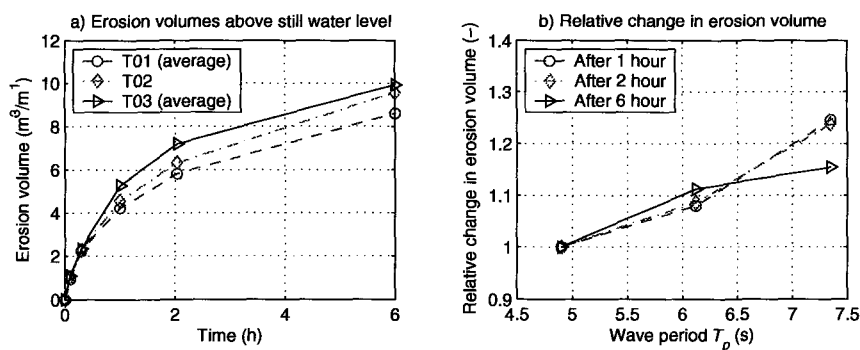 a) Erosion volumes above still water level
12
10
8
6
4
2
0
0
2
4
6
Erosion volume (m³/m¹)
Time (h)
T01 (average)
T02
T03 (average)
b) Relative change in erosion volume
1.4
1.3
1.2
1.1
1
0.9
4.5
5
5.5
6
6.5
7
7.5
Relative change in erosion volume (–)
Wave period Tp (s)
After 1 hour
After 2 hour
After 6 hour